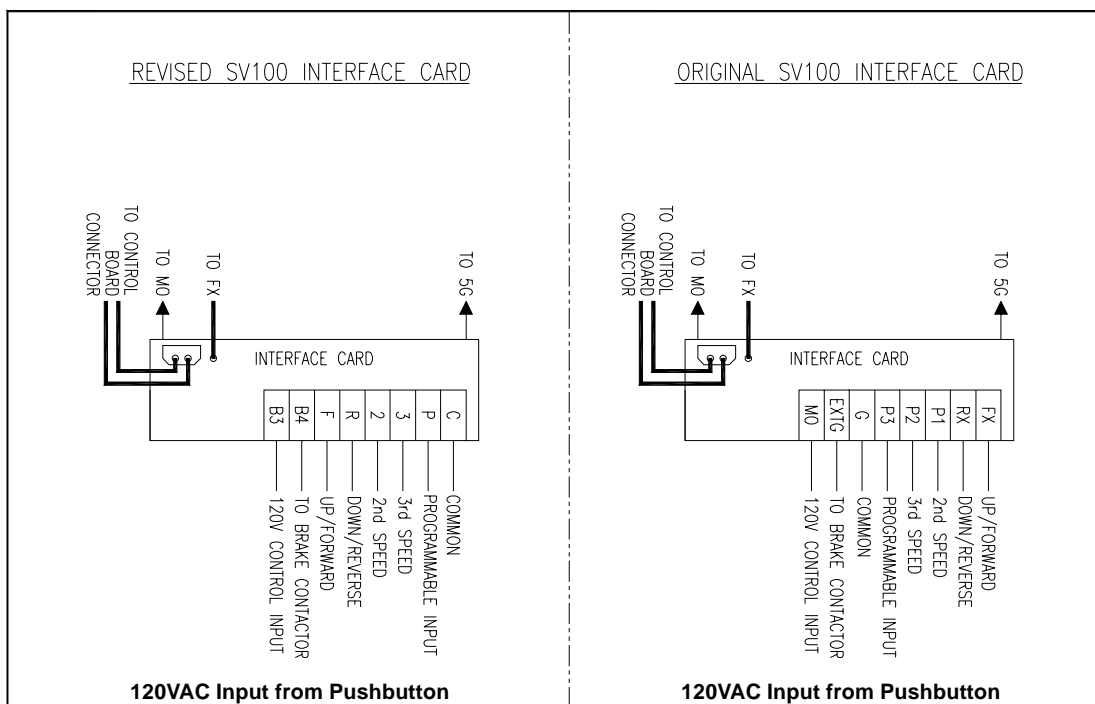 REVISED SV100 INTERFACE CARD
TO CONTROL
BOARD
CONNECTOR
TO MO
TO FX
TO 5G
INTERFACE CARD
B3
B4
F
R
2
3
P
C
120V CONTROL INPUT
TO BRAKE CONTACTOR
UP/FORWARD
DOWN/REVERSE
2nd SPEED
3rd SPEED
PROGRAMMABLE INPUT
COMMON
120VAC Input from Pushbutton
ORIGINAL SV100 INTERFACE CARD
TO CONTROL
BOARD
CONNECTOR
TO MO
TO FX
TO 5G
INTERFACE CARD
MO
EXTG
G
P3
P2
P1
RX
FX
120V CONTROL INPUT
TO BRAKE CONTACTOR
COMMON
PROGRAMMABLE INPUT
3rd SPEED
2nd SPEED
DOWN/REVERSE
UP/FORWARD
120VAC Input from Pushbutton